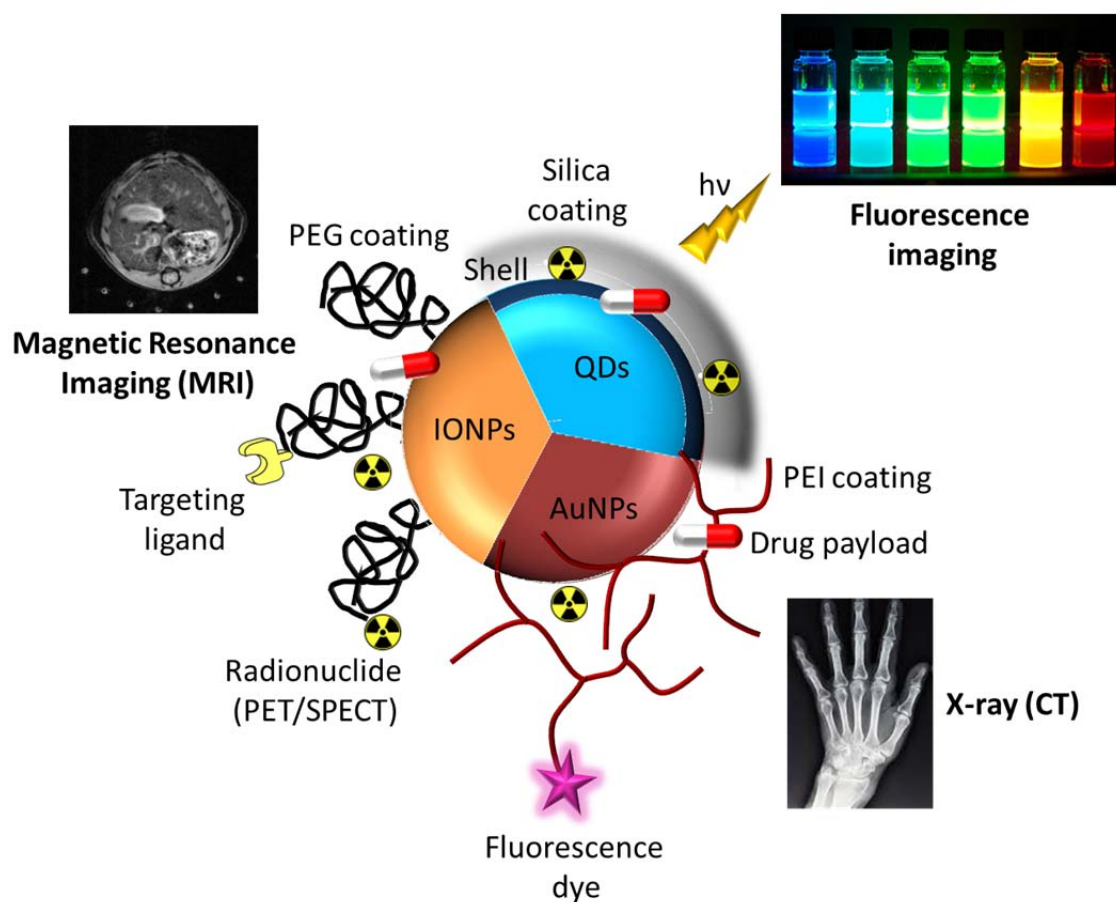 Silica
coating
hν
Fluorescence
imaging
PEG coating
Shell
Magnetic Resonance
Imaging (MRI)
QDs
IONPs
AuNPs
PEI coating
Drug payload
Targeting
ligand
Radionuclide
(PET/SPECT)
X-ray (CT)
Fluorescence
dye